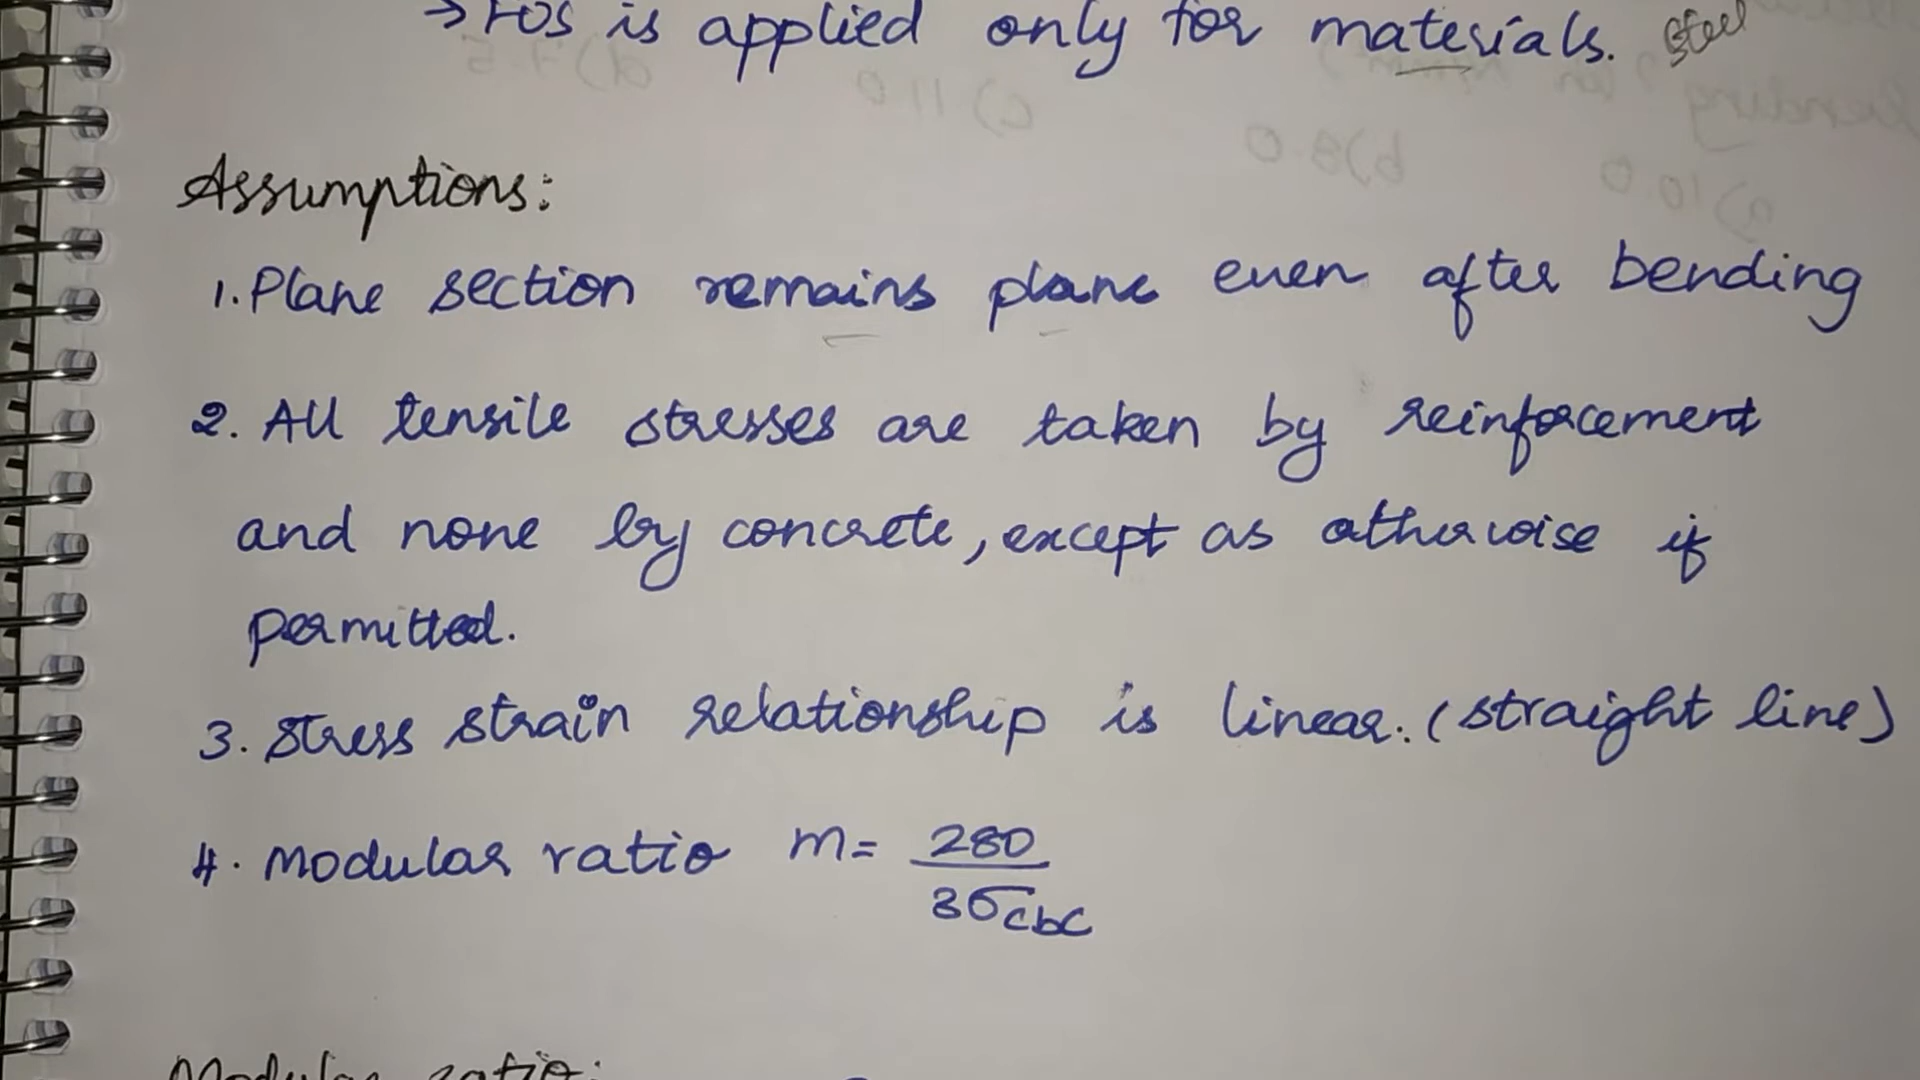 → FOS is applied only for materials. Steel
Assumptions:
1. Plane section remains plane even after bending
2. All tensile stresses are taken by reinforcement
and none by concrete, except as otherwise if
permitted.
3. Stress strain relationship is linear. (straight line)
4. Modular ratio m = 280
3σcbc
Modular ratio: